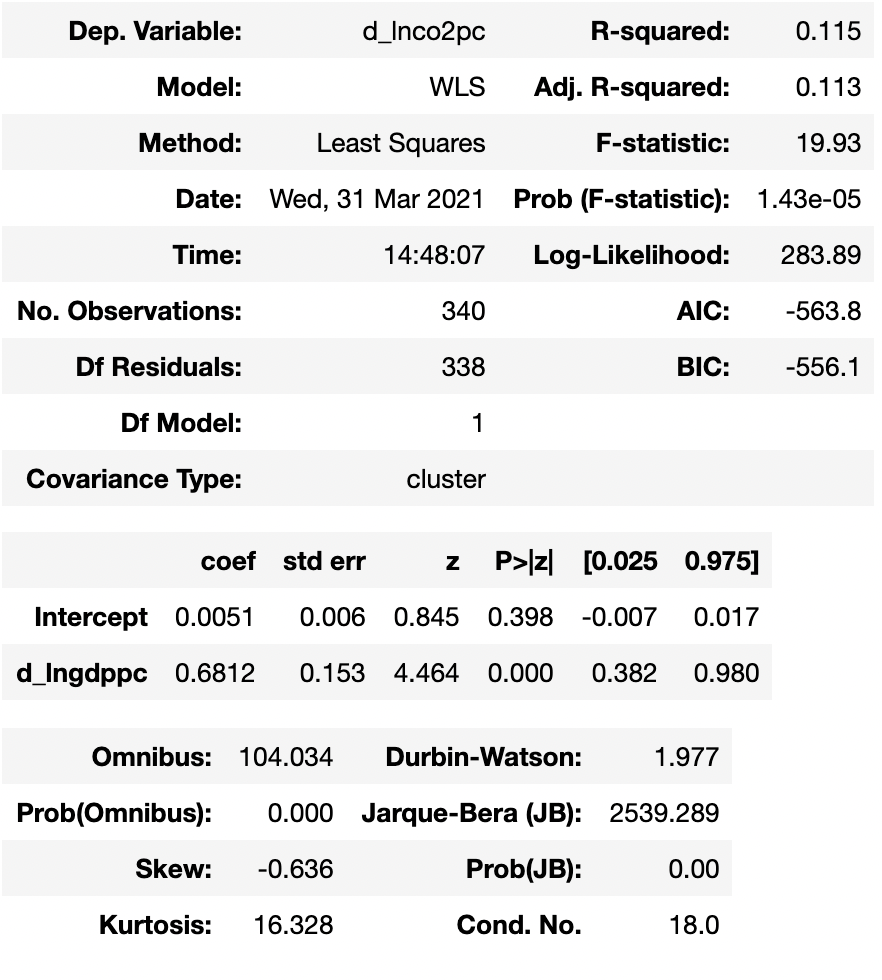 Dep. Variable: d_lnco2pc R-squared: 0.115
Model: WLS Adj. R-squared: 0.113
Method: Least Squares F-statistic: 19.93
Date: Wed, 31 Mar 2021 Prob (F-statistic): 1.43e-05
Time: 14:48:07 Log-Likelihood: 283.89
No. Observations: 340 AIC: -563.8
Df Residuals: 338 BIC: -556.1
Df Model: 1
Covariance Type: cluster
coef std err z P>|z| [0.025 0.975]
Intercept 0.0051 0.006 0.845 0.398 -0.007 0.017
d_lngdppc 0.6812 0.153 4.464 0.000 0.382 0.980
Omnibus: 104.034 Durbin-Watson: 1.977
Prob(Omnibus): 0.000 Jarque-Bera (JB): 2539.289
Skew: -0.636 Prob(JB): 0.00
Kurtosis: 16.328 Cond. No. 18.0